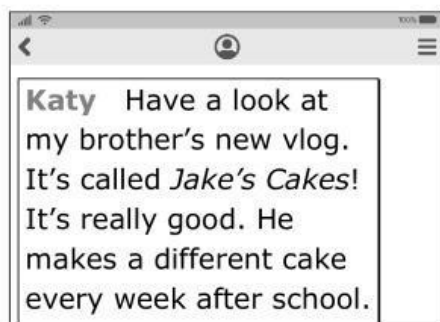 100%
Katy Have a look at
my brother's new vlog.
It's called Jake's Cakes!
It's really good. He
makes a different cake
every week after school.